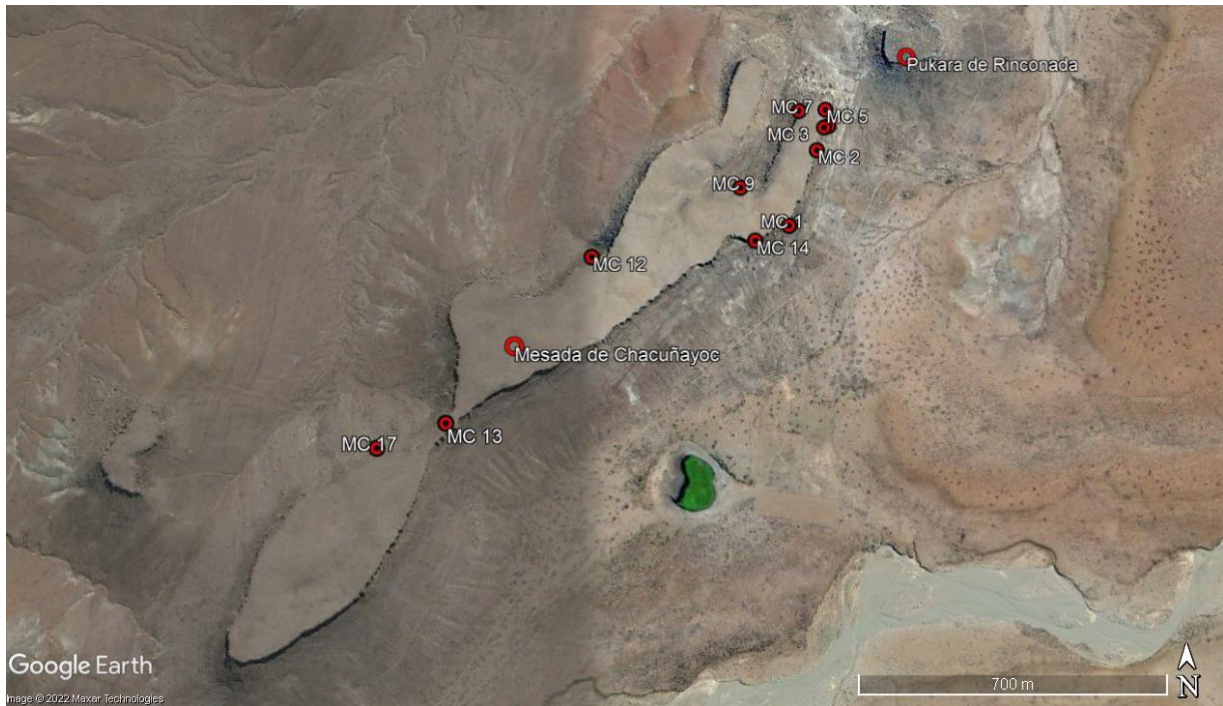 Pukara de Rinconada
MC 7
MC 5
MC 3
MC 2
MC 9
MC 1
MC 14
MC 12
Mesada de Chacuñayoc
MC 13
MC 17
Google Earth
Image © 2022 Maxar Technologies
700 m
N